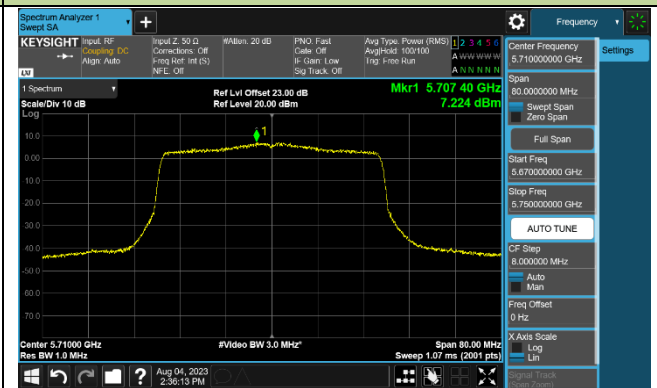 Spectrum Analyzer 1
Swept SA
Frequency
KEYSIGHT
Input: RF
Coupling: DC
Align: Auto
Input Z: 50 Ω
Corrections: Off
Freq Ref: Int (S)
NFE: Off
#Atten: 20 dB
PNO: Fast
Gate: Off
IF Gain: Low
Sig Track: Off
Avg Type: Power (RMS)
Avg|Hold: 100/100
Trig: Free Run
1 2 3 4 5 6
A W W W W W
A N N N N N
LXI
1 Spectrum
Scale/Div 10 dB
Log
Ref Lvl Offset 23.00 dB
Ref Level 20.00 dBm
Mkr1 5.707 40 GHz
7.224 dBm
1
10.0
0.00
-10.0
-20.0
-30.0
-40.0
-50.0
-60.0
-70.0
Center 5.71000 GHz
Res BW 1.0 MHz
#Video BW 3.0 MHz*
Span 80.00 MHz
Sweep 1.07 ms (2001 pts)
Center Frequency
5.710000000 GHz
Span
80.0000000 MHz
Swept Span
Zero Span
Full Span
Start Freq
5.670000000 GHz
Stop Freq
5.750000000 GHz
AUTO TUNE
CF Step
8.000000 MHz
Auto
Man
Freq Offset
0 Hz
X Axis Scale
Log
Lin
Signal Track
(Span Zoom)
Settings
?
Aug 04, 2023
2:36:13 PM